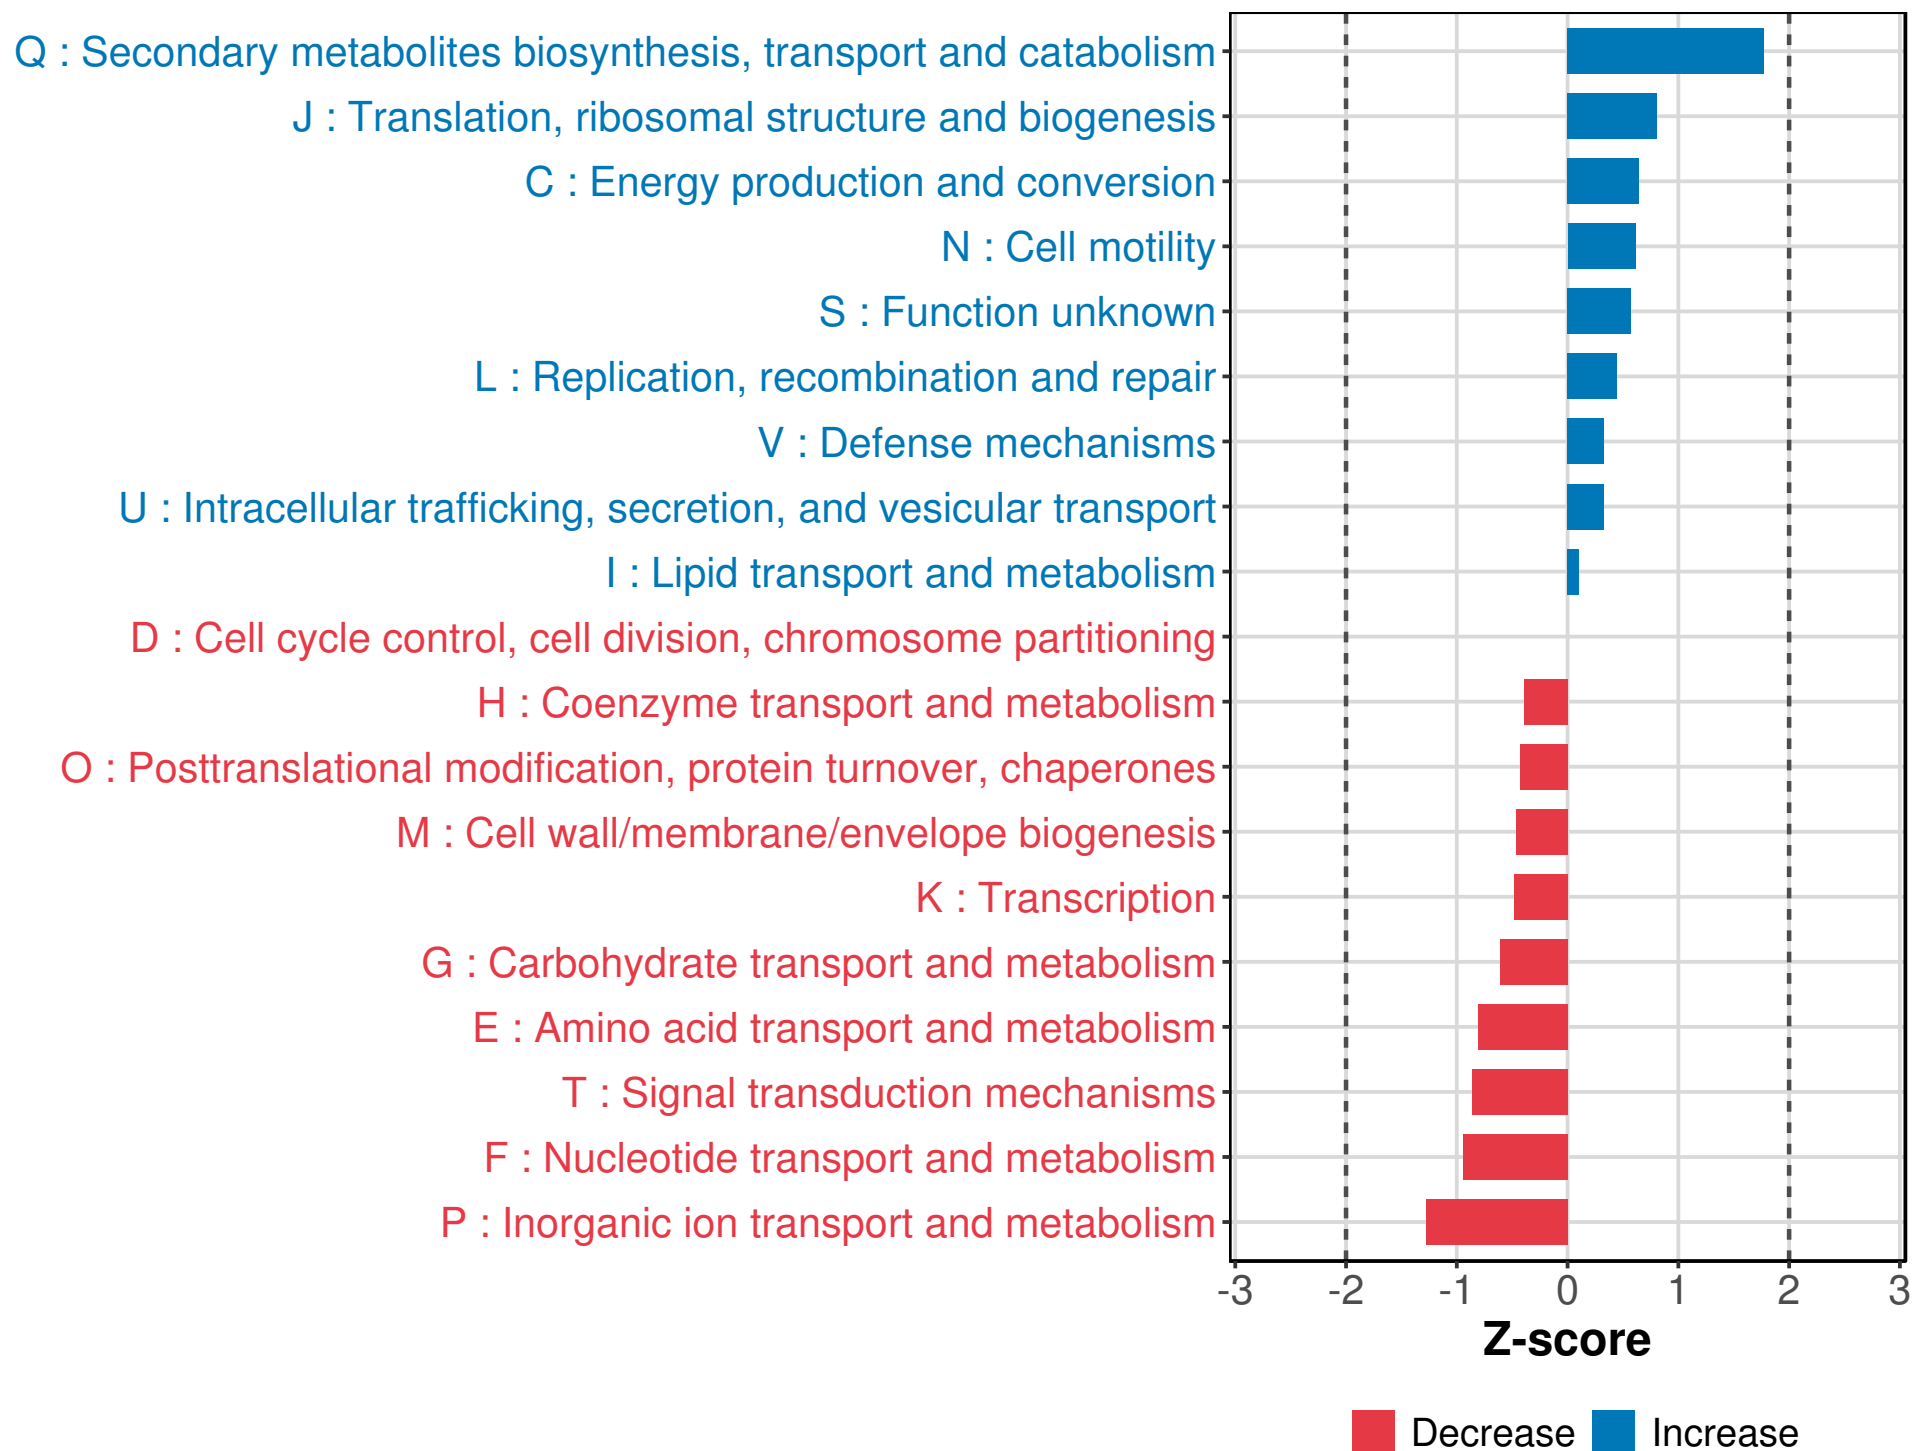 Q : Secondary metabolites biosynthesis, transport and catabolism
J : Translation, ribosomal structure and biogenesis
C : Energy production and conversion
N : Cell motility
S : Function unknown
L : Replication, recombination and repair
V : Defense mechanisms
U : Intracellular trafficking, secretion, and vesicular transport
I : Lipid transport and metabolism
D : Cell cycle control, cell division, chromosome partitioning
H : Coenzyme transport and metabolism
O : Posttranslational modification, protein turnover, chaperones
M : Cell wall/membrane/envelope biogenesis
K : Transcription
G : Carbohydrate transport and metabolism
E : Amino acid transport and metabolism
T : Signal transduction mechanisms
F : Nucleotide transport and metabolism
P : Inorganic ion transport and metabolism
-3 -2 -1 0 1 2 3
Z-score
Decrease Increase